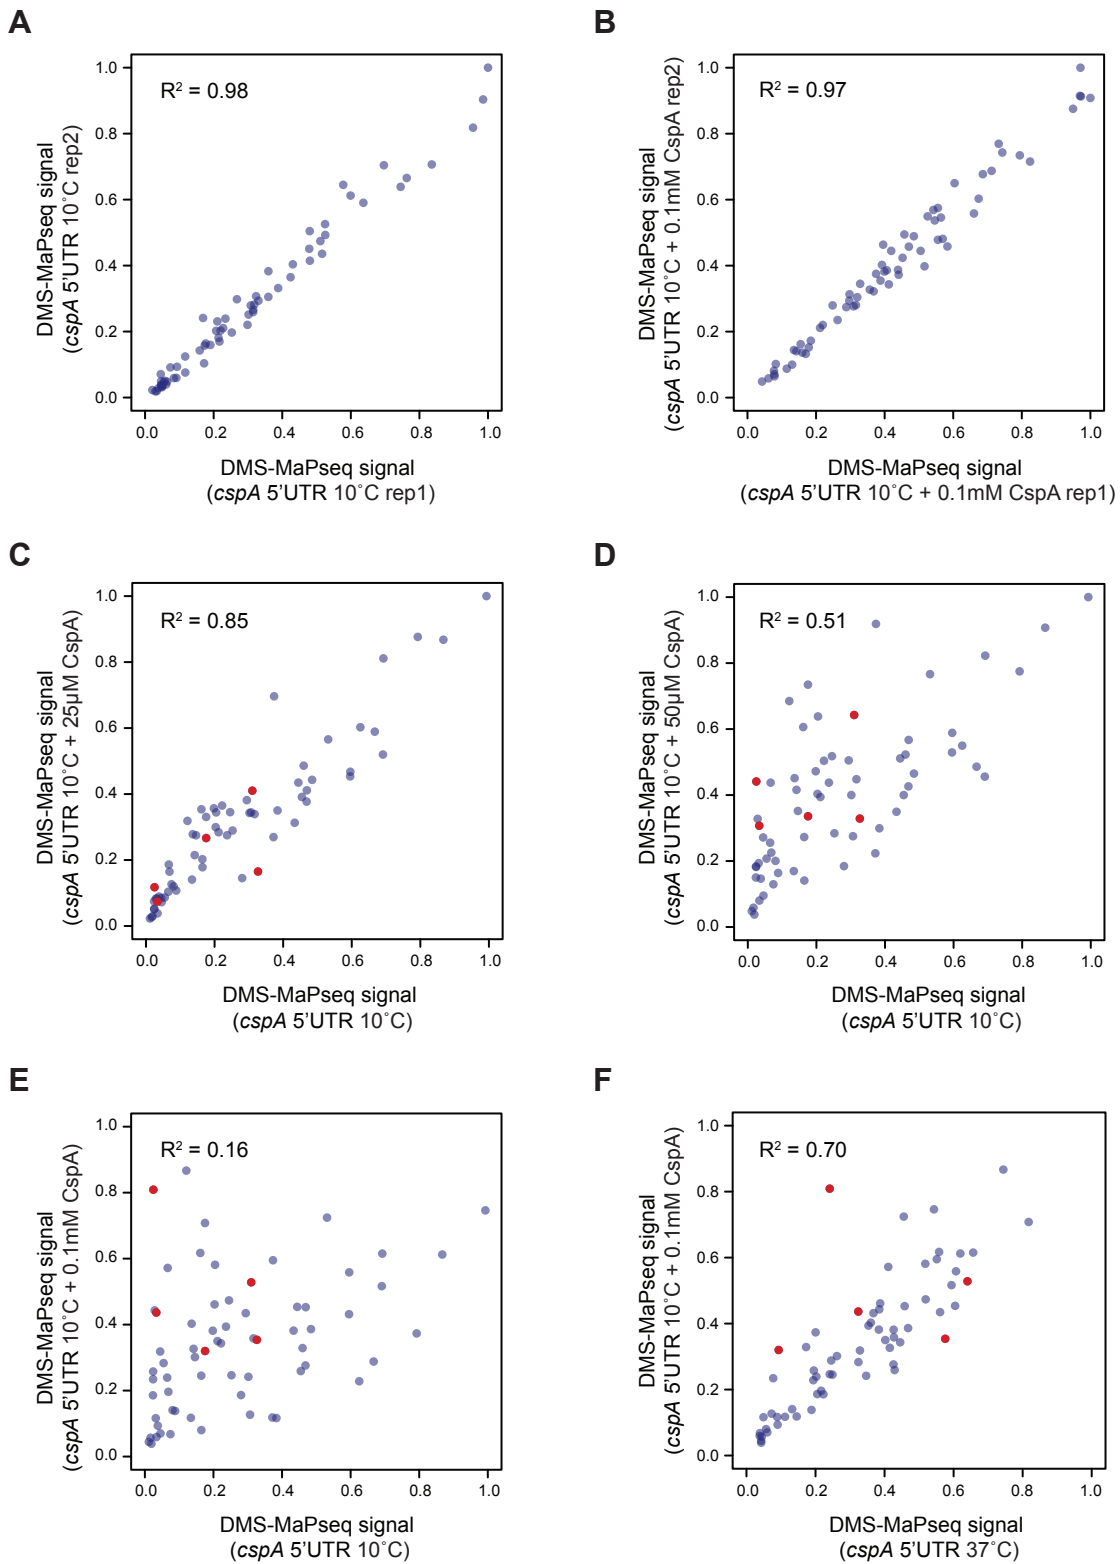 A
R² = 0.98
1.0
0.8
0.6
0.4
0.2
0.0
0.0 0.2 0.4 0.6 0.8 1.0
DMS-MaPseq signal
(cspA 5'UTR 10˚C rep2)
DMS-MaPseq signal
(cspA 5'UTR 10˚C rep1)
B
R² = 0.97
1.0
0.8
0.6
0.4
0.2
0.0
0.0 0.2 0.4 0.6 0.8 1.0
DMS-MaPseq signal
(cspA 5'UTR 10˚C + 0.1mM CspA rep2)
DMS-MaPseq signal
(cspA 5'UTR 10˚C + 0.1mM CspA rep1)
C
R² = 0.85
1.0
0.8
0.6
0.4
0.2
0.0
0.0 0.2 0.4 0.6 0.8 1.0
DMS-MaPseq signal
(cspA 5'UTR 10˚C + 25µM CspA)
DMS-MaPseq signal
(cspA 5'UTR 10˚C)
D
R² = 0.51
1.0
0.8
0.6
0.4
0.2
0.0
0.0 0.2 0.4 0.6 0.8 1.0
DMS-MaPseq signal
(cspA 5'UTR 10˚C + 50µM CspA)
DMS-MaPseq signal
(cspA 5'UTR 10˚C)
E
R² = 0.16
1.0
0.8
0.6
0.4
0.2
0.0
0.0 0.2 0.4 0.6 0.8 1.0
DMS-MaPseq signal
(cspA 5'UTR 10˚C + 0.1mM CspA)
DMS-MaPseq signal
(cspA 5'UTR 10˚C)
F
R² = 0.70
1.0
0.8
0.6
0.4
0.2
0.0
0.0 0.2 0.4 0.6 0.8 1.0
DMS-MaPseq signal
(cspA 5'UTR 10˚C + 0.1mM CspA)
DMS-MaPseq signal
(cspA 5'UTR 37˚C)